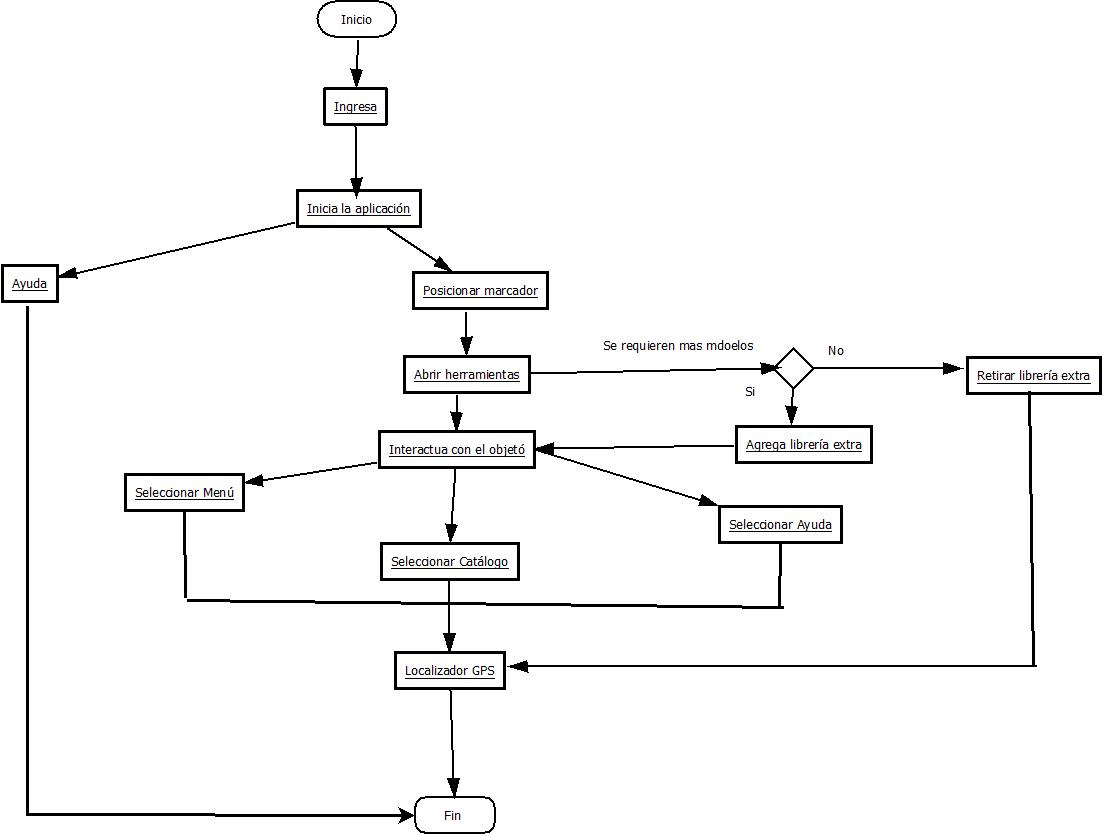 Inicio
Ingresa
Inicia la aplicación
Ayuda
Posicionar marcador
Se requieren mas mdoelos
No
Abrir herramientas
Retirar librería extra
Si
Interactua con el objetó
Agrega librería extra
Seleccionar Menú
Seleccionar Ayuda
Seleccionar Catálogo
Localizador GPS
Fin